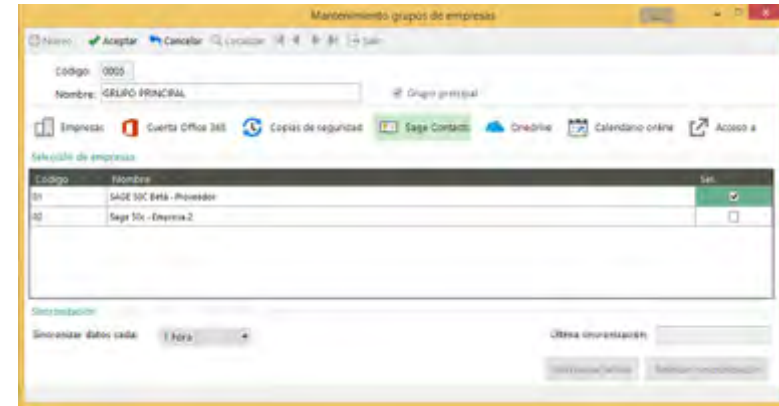 Mantenimiento grupos de empresas
Nuevo Aceptar Cancelar Localizar Salir
Código: 0005
Nombre: GRUPO PRINCIPAL Grupo principal
Empresas Cuenta Office 365 Copias de seguridad Sage Contacts Onedrive Calendario online Acceso a
Selección de empresas
Código Nombre Sel.
01 SAGE 50C Beta - Proveedor
02 Sage 50c - Empresa 2
Sincronización
Sincronizar datos cada: 1 hora Última sincronización: